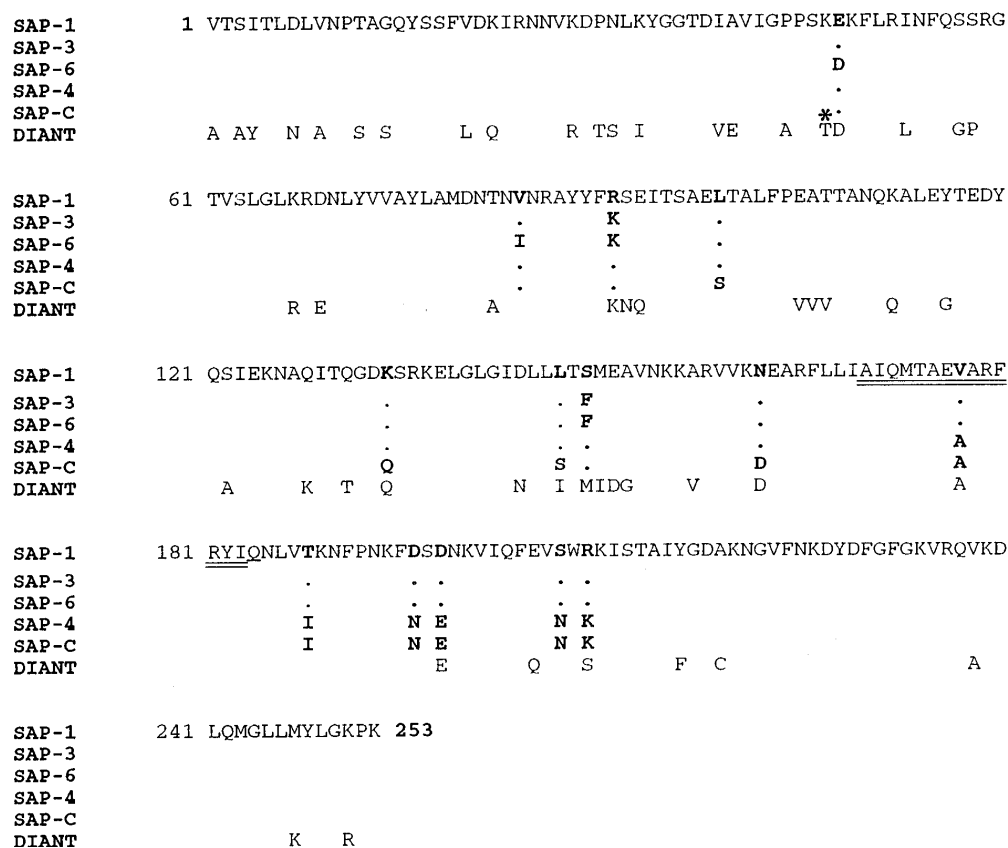 SAP-1 1 VTSITLDLVNPTAGQYSSFVDKIRNNVKDPNLKYGGTDIAVIGPPSKEKFLRINFQSSRG
SAP-3 .
SAP-6 D
SAP-4 .
SAP-C * .
DIANT A AY N A S S L Q R TS I VE A TD L GP
SAP-1 61 TVSLGLKRDNLYVVAYLAMDNTNVNRAYYFRSEITSAELTALFPEATTANQKALEYTEDY
SAP-3 . K .
SAP-6 I K .
SAP-4 . . .
SAP-C . . S
DIANT R E A KNQ VVV Q G
SAP-1 121 QSIEKNAQITQGDKSRKELGLGIDLLLTSMEAVNKKARVVKNEARFLLIAIQMTAEVARF
SAP-3 . . F . .
SAP-6 . . F . .
SAP-4 . . . . A
SAP-C Q S . D A
DIANT A K T Q N I MIDG V D A
SAP-1 181 RYIQNLVTKNFPNKFDSDNKVIQFEVSWRKISTAIYGDAKNGVFNKDYDFGFGKVRQVKD
SAP-3 . . . . .
SAP-6 . . . . .
SAP-4 I N E N K
SAP-C I N E N K
DIANT E Q S F C A
SAP-1 241 LQMGLLMYLGKPK 253
SAP-3
SAP-6
SAP-4
SAP-C
DIANT K R